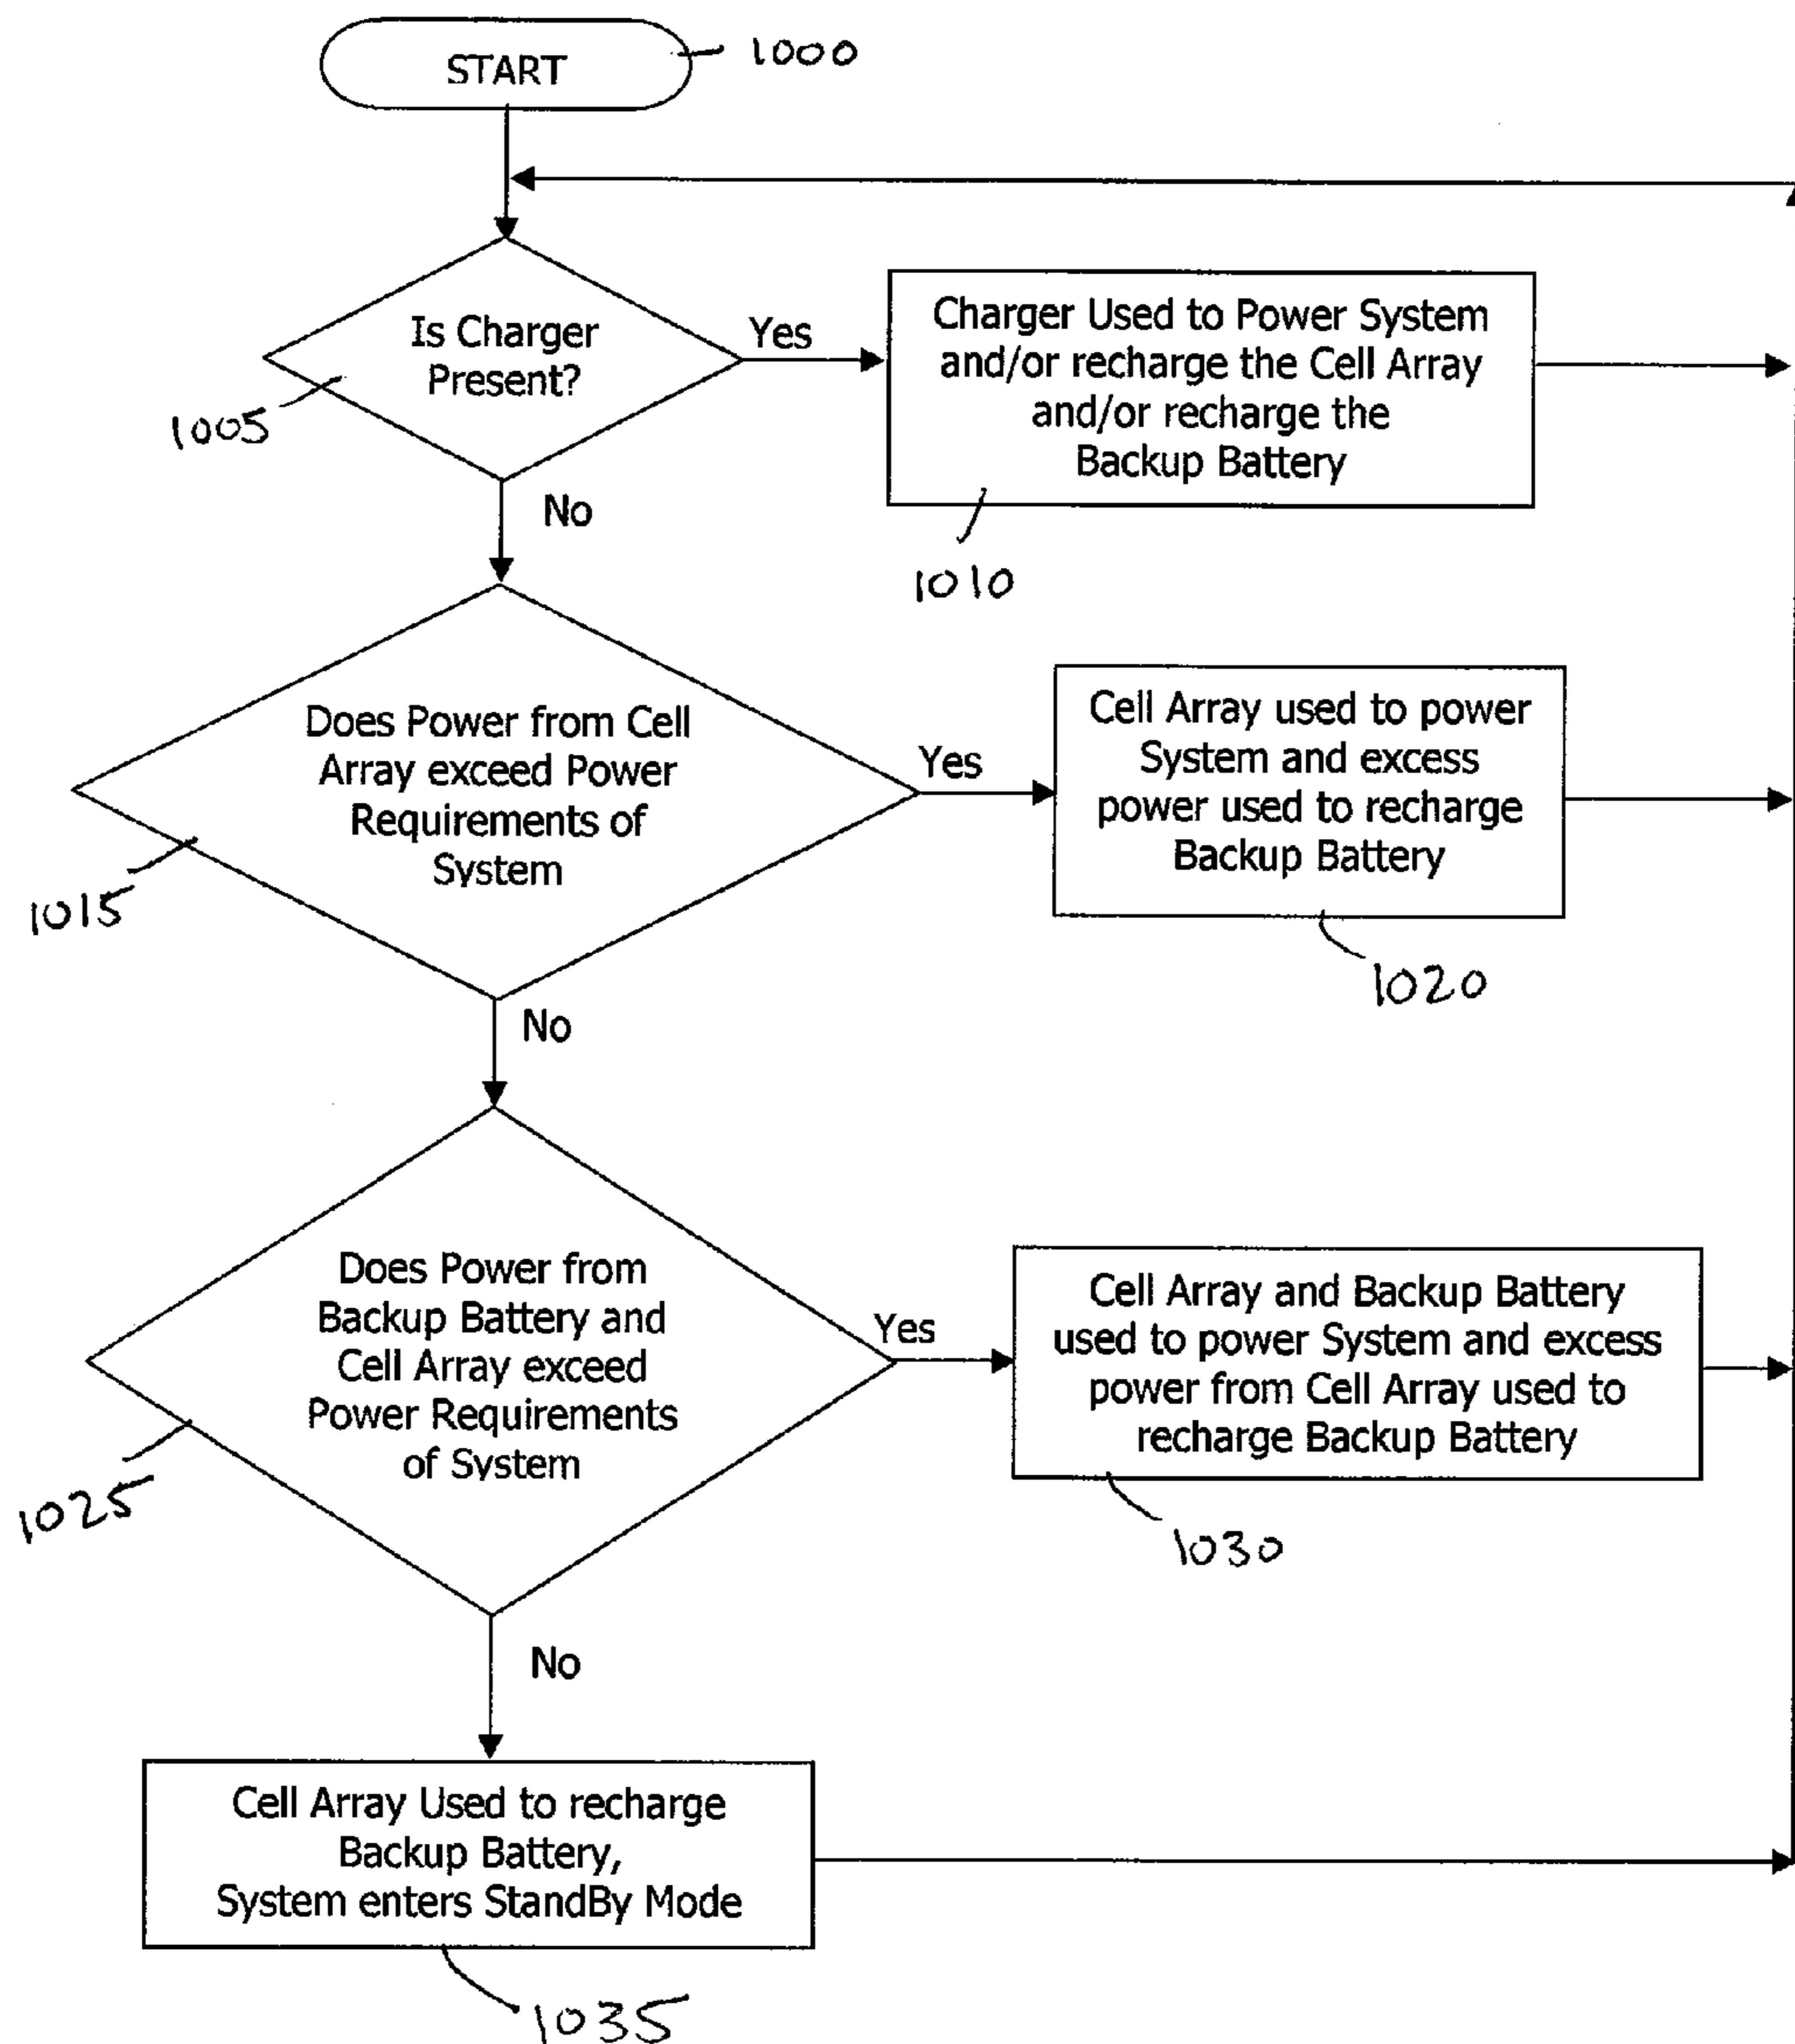 START
1000
Is Charger
Present?
1005
Yes
Charger Used to Power System
and/or recharge the Cell Array
and/or recharge the
Backup Battery
1010
No
Does Power from Cell
Array exceed Power
Requirements of
System
1015
Yes
Cell Array used to power
System and excess
power used to recharge
Backup Battery
1020
No
Does Power from
Backup Battery and
Cell Array exceed
Power Requirements
of System
1025
Yes
Cell Array and Backup Battery
used to power System and excess
power from Cell Array used to
recharge Backup Battery
1030
No
Cell Array Used to recharge
Backup Battery,
System enters StandBy Mode
1035